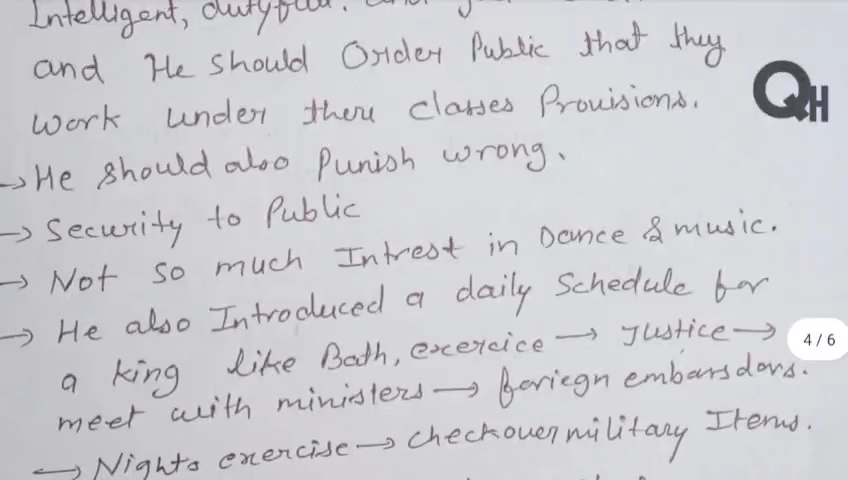 Intelligent, dutyful.
and He should Order Public that they
work under there classes Provisions.
→ He should also Punish wrong.
→ Security to Public
→ Not so much Intrest in Dance & music.
→ He also Introduced a daily Schedule for
a king like Bath, exercice → Justice →
meet with ministers → foriegn embarsdors.
→ Nights exercise → checkover military Items.
QH
4 / 6